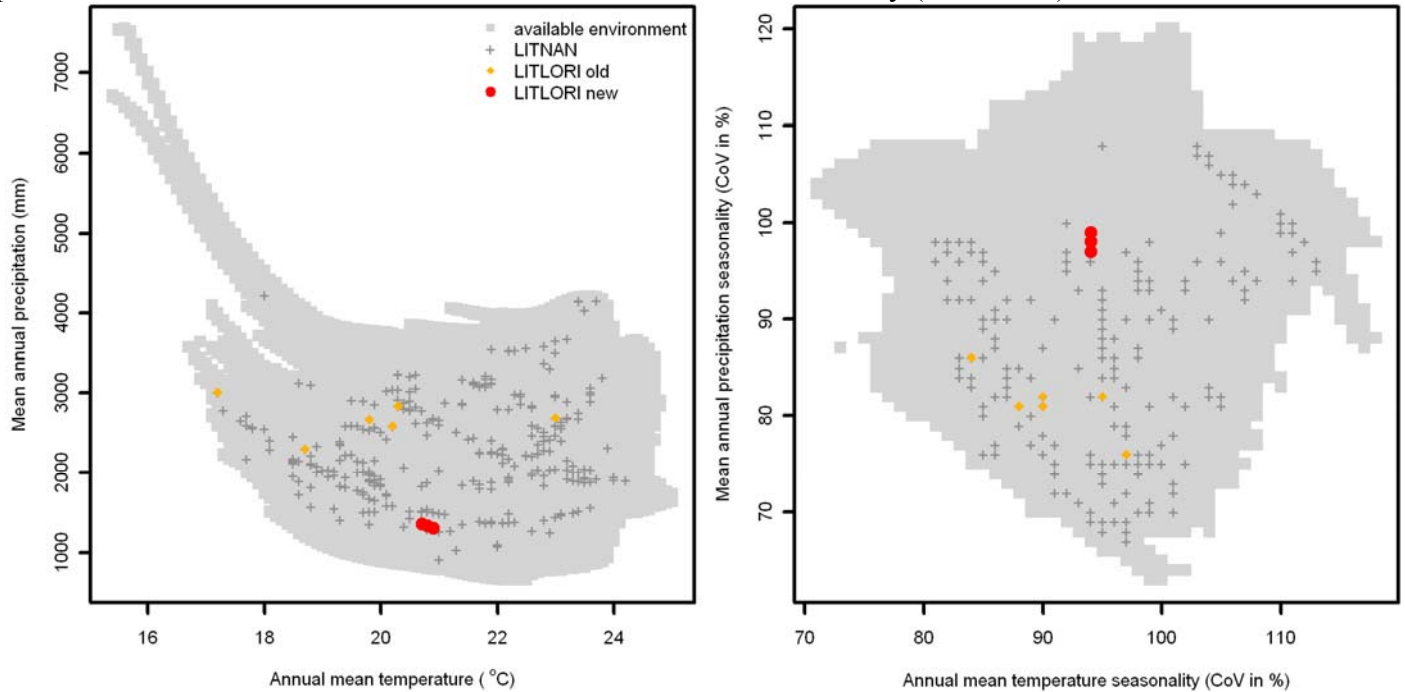 available environment
LITNAN
LITLORI old
LITLORI new
Mean annual precipitation (mm)
7000
6000
5000
4000
3000
2000
1000
16 18 20 22 24
Annual mean temperature ( °C)
Mean annual precipitation seasonality (CoV in %)
120
110
100
90
80
70
70 80 90 100 110
Annual mean temperature seasonality (CoV in %)